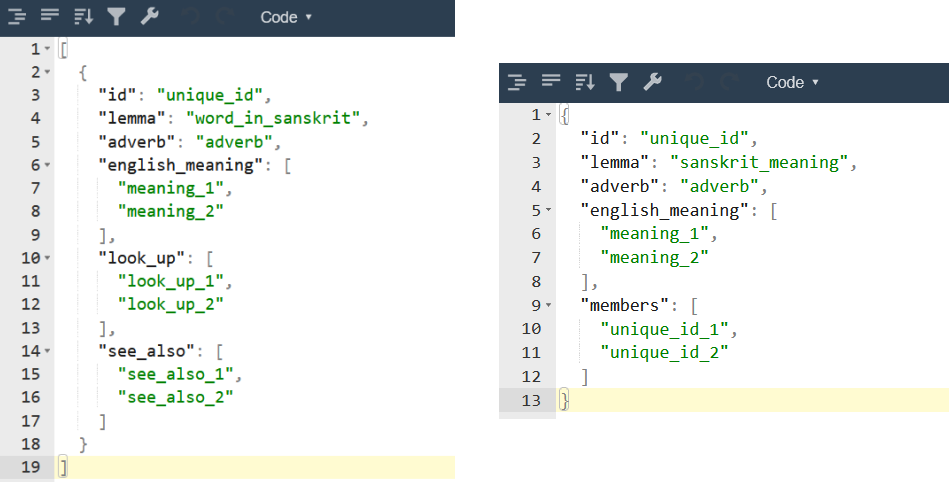 Code ▾
1 [
2 {
3 "id": "unique_id",
4 "lemma": "word_in_sanskrit",
5 "adverb": "adverb",
6 "english_meaning": [
7 "meaning_1",
8 "meaning_2"
9 ],
10 "look_up": [
11 "look_up_1",
12 "look_up_2"
13 ],
14 "see_also": [
15 "see_also_1",
16 "see_also_2"
17 ]
18 }
19 ]
Code ▾
1 {
2 "id": "unique_id",
3 "lemma": "sanskrit_meaning",
4 "adverb": "adverb",
5 "english_meaning": [
6 "meaning_1",
7 "meaning_2"
8 ],
9 "members": [
10 "unique_id_1",
11 "unique_id_2"
12 ]
13 }